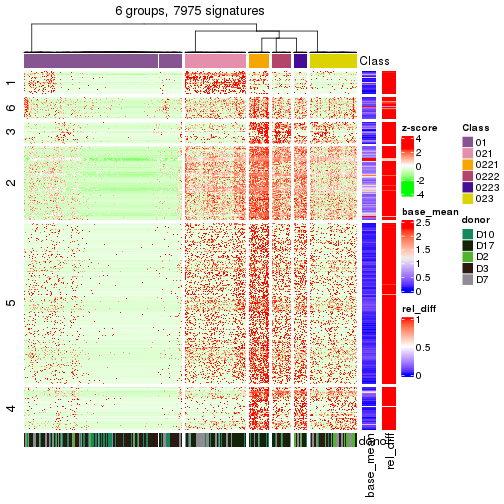 6 groups, 7975 signatures
Class
1
6
3
2
5
4
donor
base_mean
rel_diff
z-score
4
2
0
-2
-4
base_mean
2.5
2
1.5
1
0.5
0
rel_diff
1
0.5
0
Class
01
021
0221
0222
0223
023
donor
D10
D17
D2
D3
D7